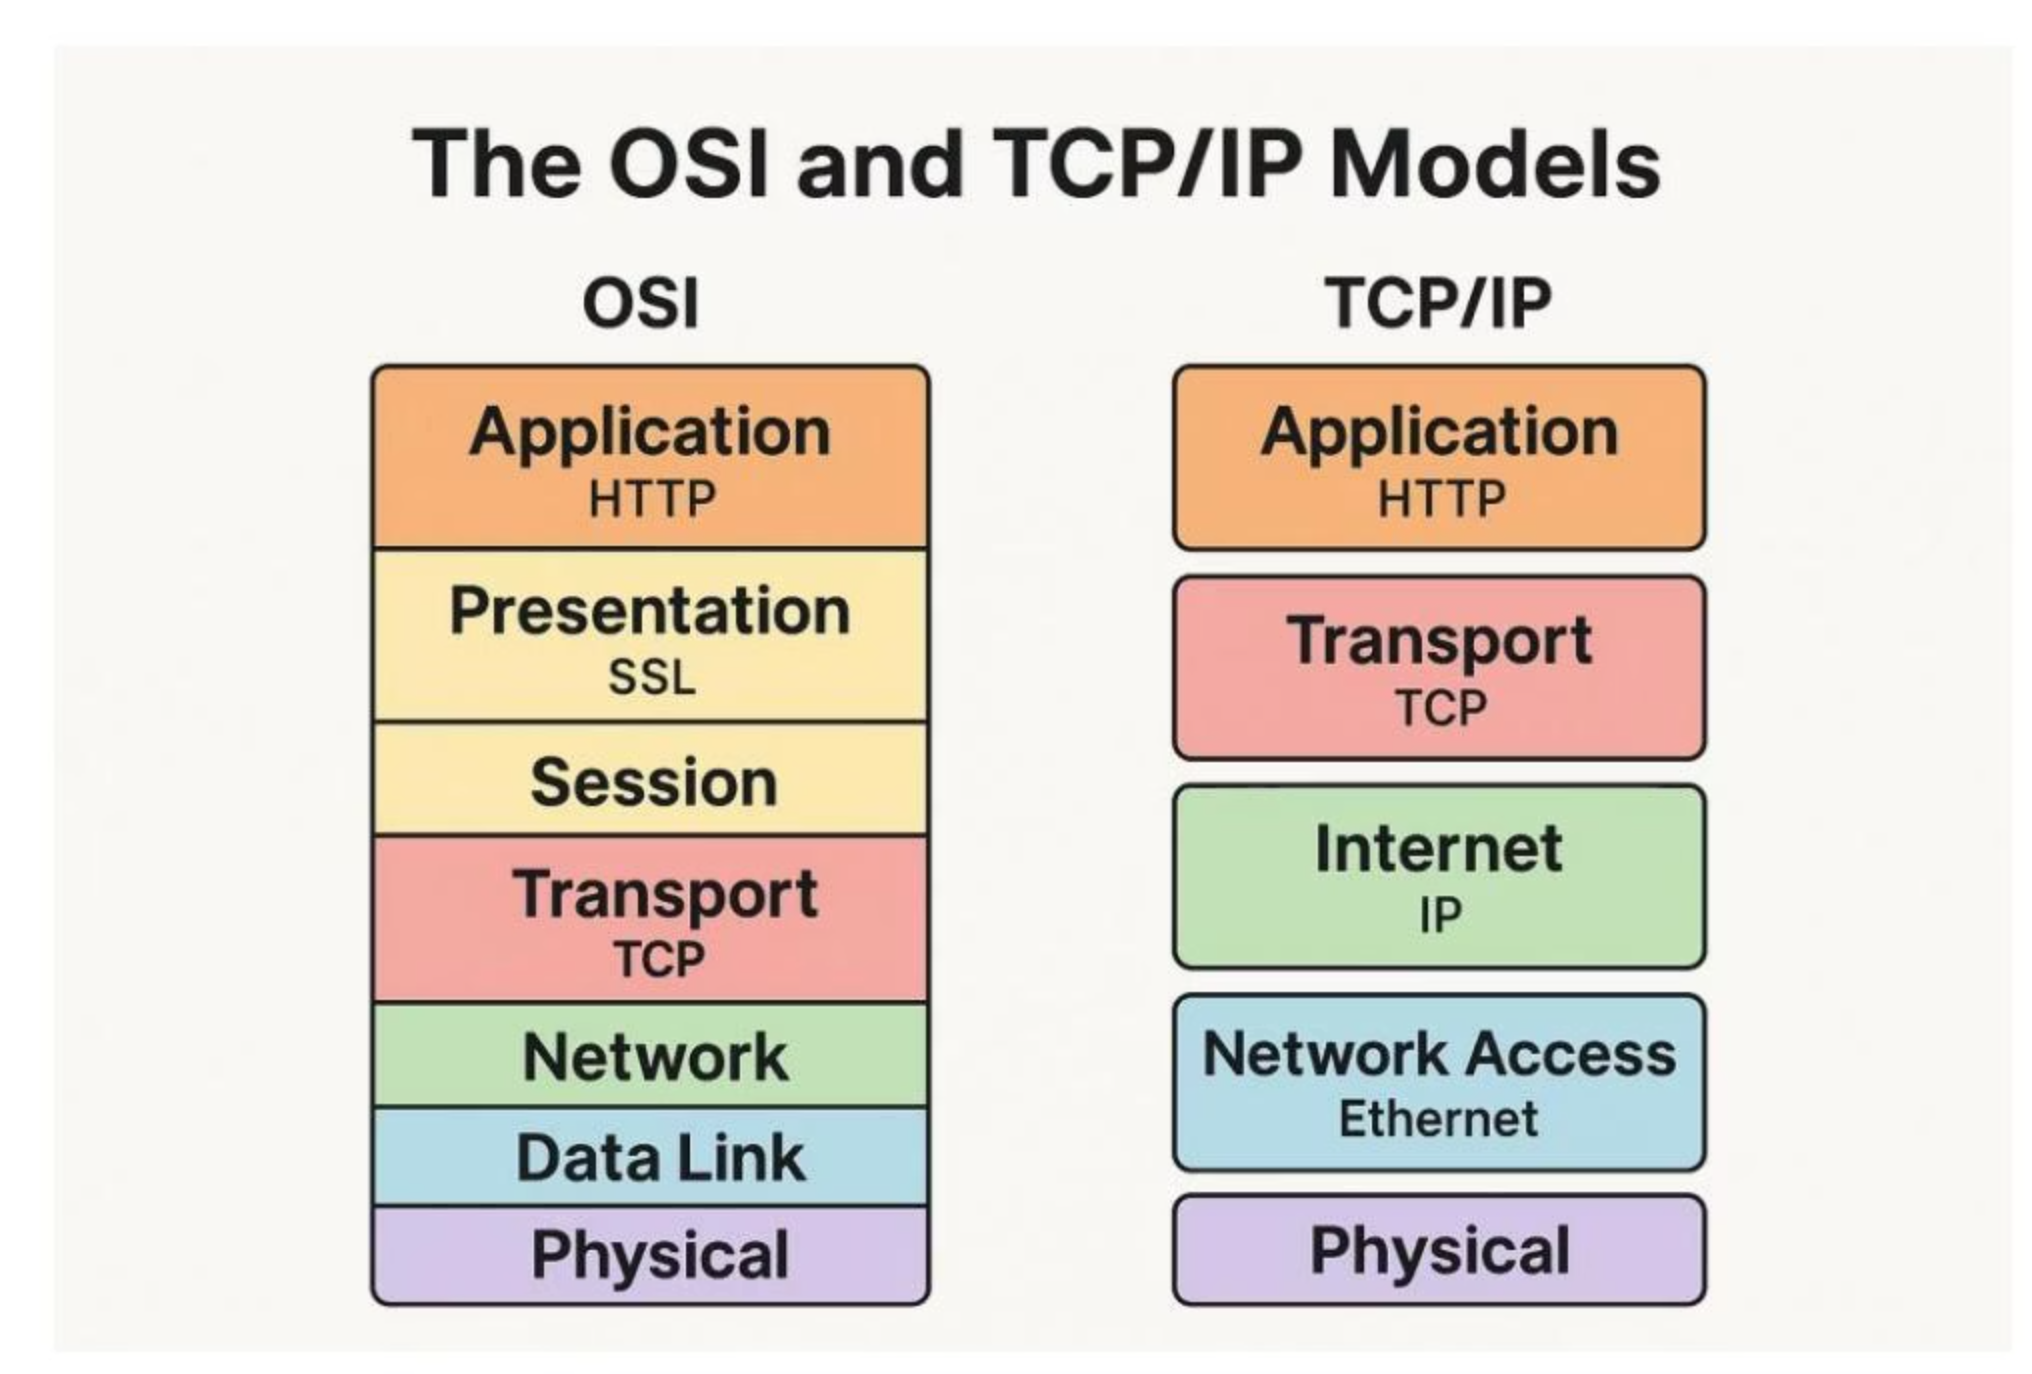 The OSI and TCP/IP Models
OSI
Application
HTTP
Presentation
SSL
Session
Transport
TCP
Network
Data Link
Physical
TCP/IP
Application
HTTP
Transport
TCP
Internet
IP
Network Access
Ethernet
Physical